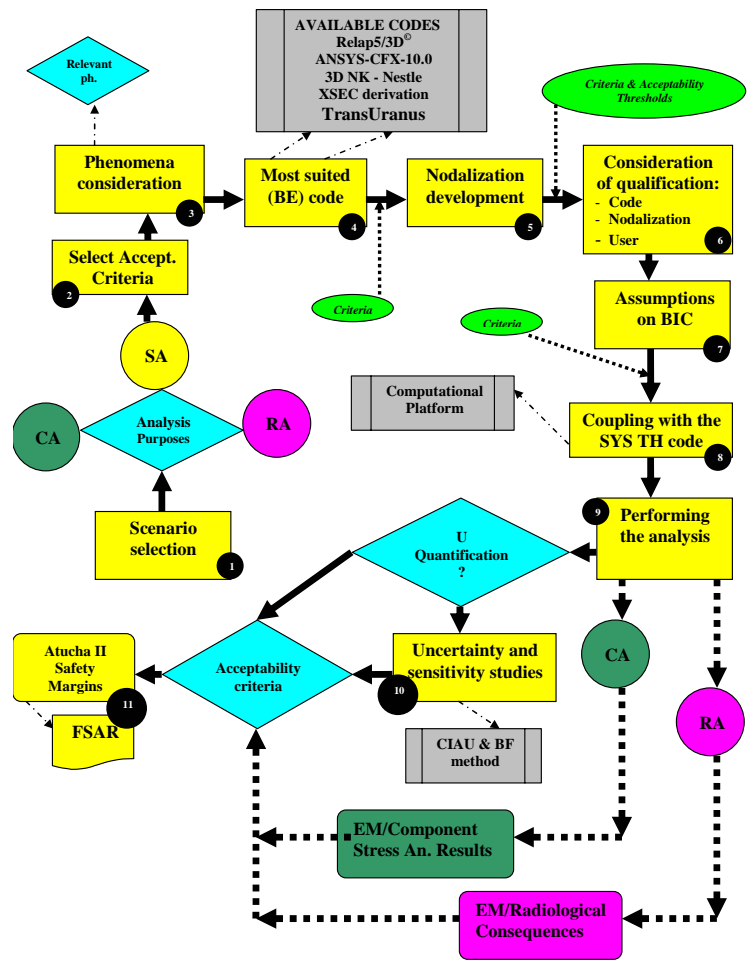 AVAILABLE CODES
Relap5/3D©
ANSYS-CFX-10.0
3D NK - Nestle
XSEC derivation
TransUranus
Relevant
ph.
Criteria & Acceptability
Thresholds
Phenomena
consideration
3
Most suited
(BE) code
4
Nodalization
development
5
Consideration
of qualification:
- Code
- Nodalization
- User
6
Select Accept.
Criteria
2
Criteria
Assumptions
on BIC
7
Criteria
SA
Computational
Platform
Coupling with the
SYS TH code
8
CA
Analysis
Purposes
RA
Scenario
selection
1
U
Quantification
?
9
Performing
the analysis
Atucha II
Safety
Margins
11
FSAR
Acceptability
criteria
Uncertainty and
sensitivity studies
10
CA
RA
CIAU & BF
method
EM/Component
Stress An. Results
EM/Radiological
Consequences